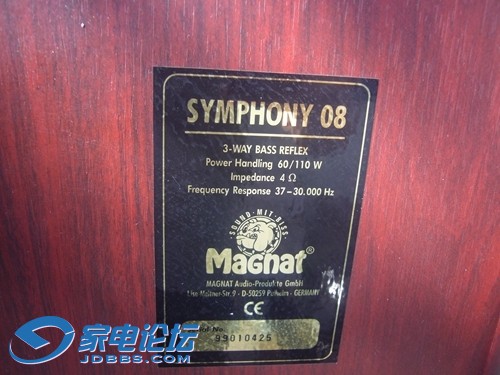 SYMPHONY 08
3-WAY BASS REFLEX
Power Handling 60/110 W
Impedance 4 Ω
Frequency Response 37-30.000 Hz
SOUND·MIT·BISS
Magnat®
MAGNAT Audio-Produkte GmbH
Lise-Meitner-Str. 9 - D-50259 Pulheim - GERMANY
CE
Serial No.
99010425
家电论坛
JDBBS.COM